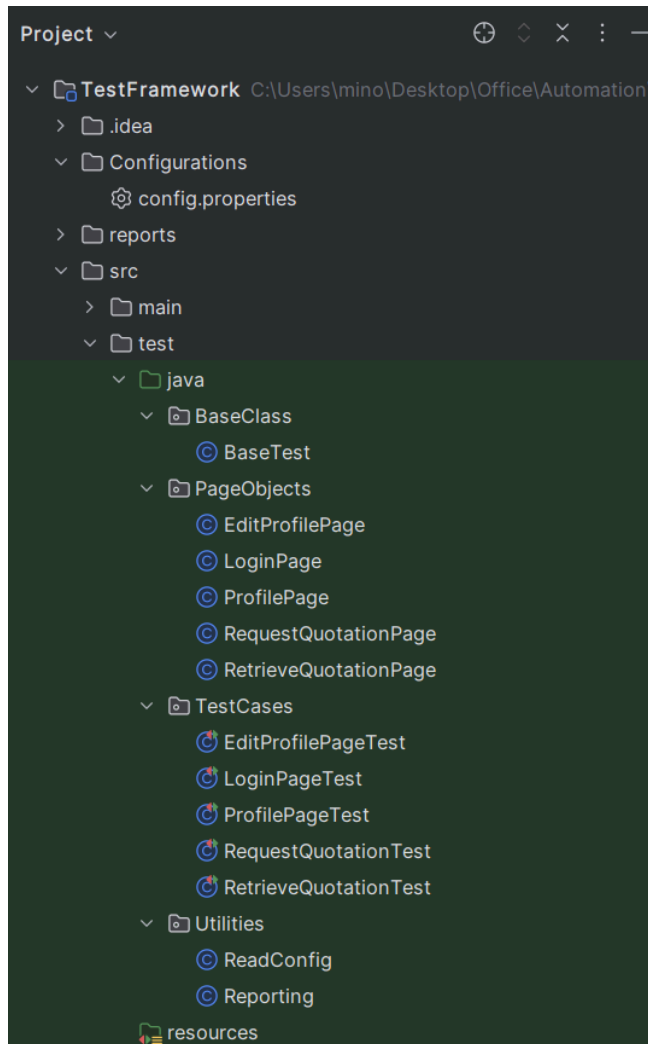 Project
TestFramework C:\Users\mino\Desktop\Office\Automation\
.idea
Configurations
config.properties
reports
src
main
test
java
BaseClass
BaseTest
PageObjects
EditProfilePage
LoginPage
ProfilePage
RequestQuotationPage
RetrieveQuotationPage
TestCases
EditProfilePageTest
LoginPageTest
ProfilePageTest
RequestQuotationTest
RetrieveQuotationTest
Utilities
ReadConfig
Reporting
resources